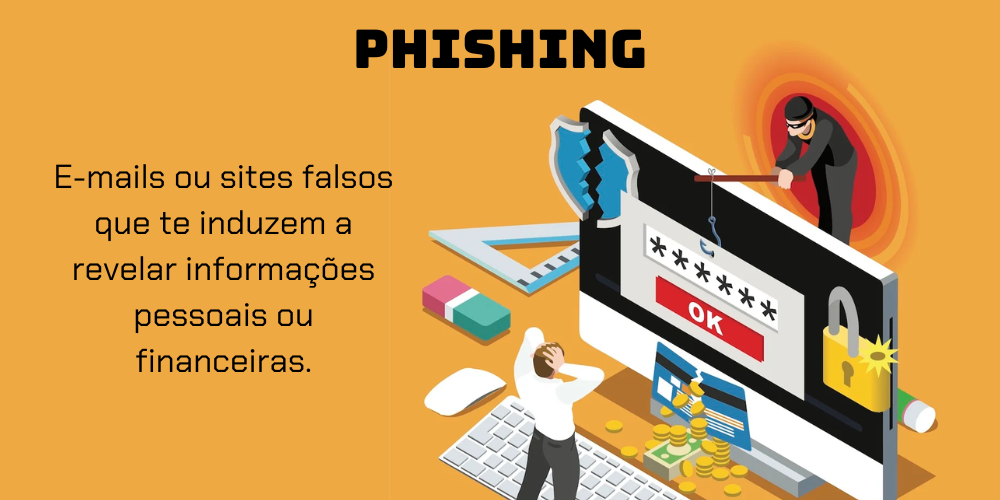 PHISHING
E-mails ou sites falsos
que te induzem a
revelar informações
pessoais ou
financeiras.
******
OK